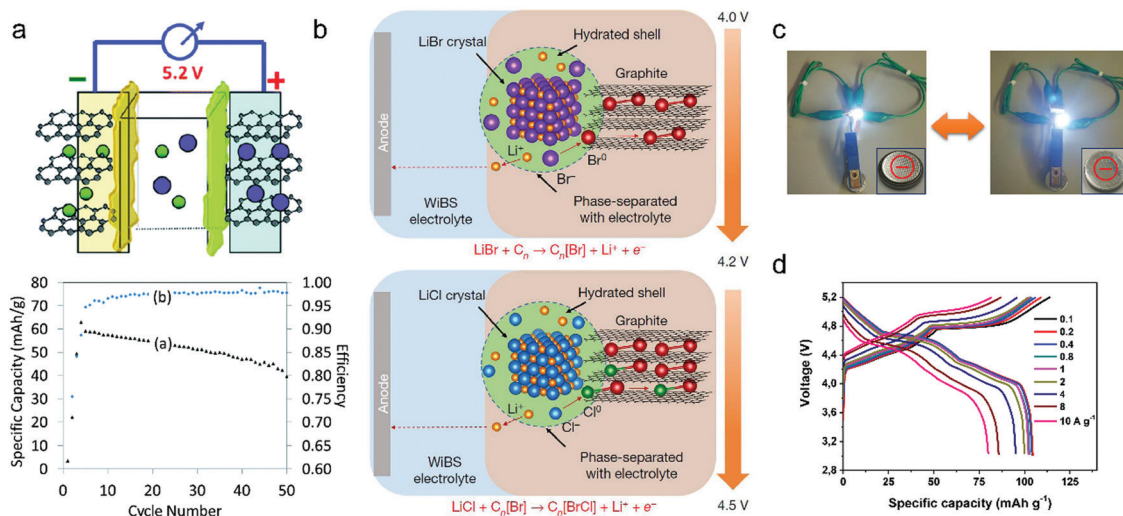 a
5.2 V
−
+
80
70
60
50
40
30
20
10
0
Specific Capacity (mAh/g)
(b)
(a)
1.00
0.95
0.90
0.85
0.80
0.75
0.70
0.65
0.60
Efficiency
0
10
20
30
40
50
Cycle Number
b
4.0 V
LiBr crystal
Hydrated shell
Graphite
Anode
Li⁺
Br⁻
Br⁰
WiBS
electrolyte
Phase-separated
with electrolyte
LiBr + Cₙ → Cₙ[Br] + Li⁺ + e⁻
4.2 V
LiCl crystal
Hydrated shell
Graphite
Anode
Li⁺
Cl⁻
Cl⁰
WiBS
electrolyte
Phase-separated
with electrolyte
LiCl + Cₙ[Br] → Cₙ[BrCl] + Li⁺ + e⁻
4.5 V
c
−
−
d
5,2
4,8
4,4
4,0
3,6
3,2
2,8
Voltage (V)
0.1
0.2
0.4
0.8
1
2
4
8
10 A g⁻¹
0
25
50
75
100
125
Specific capacity (mAh g⁻¹)